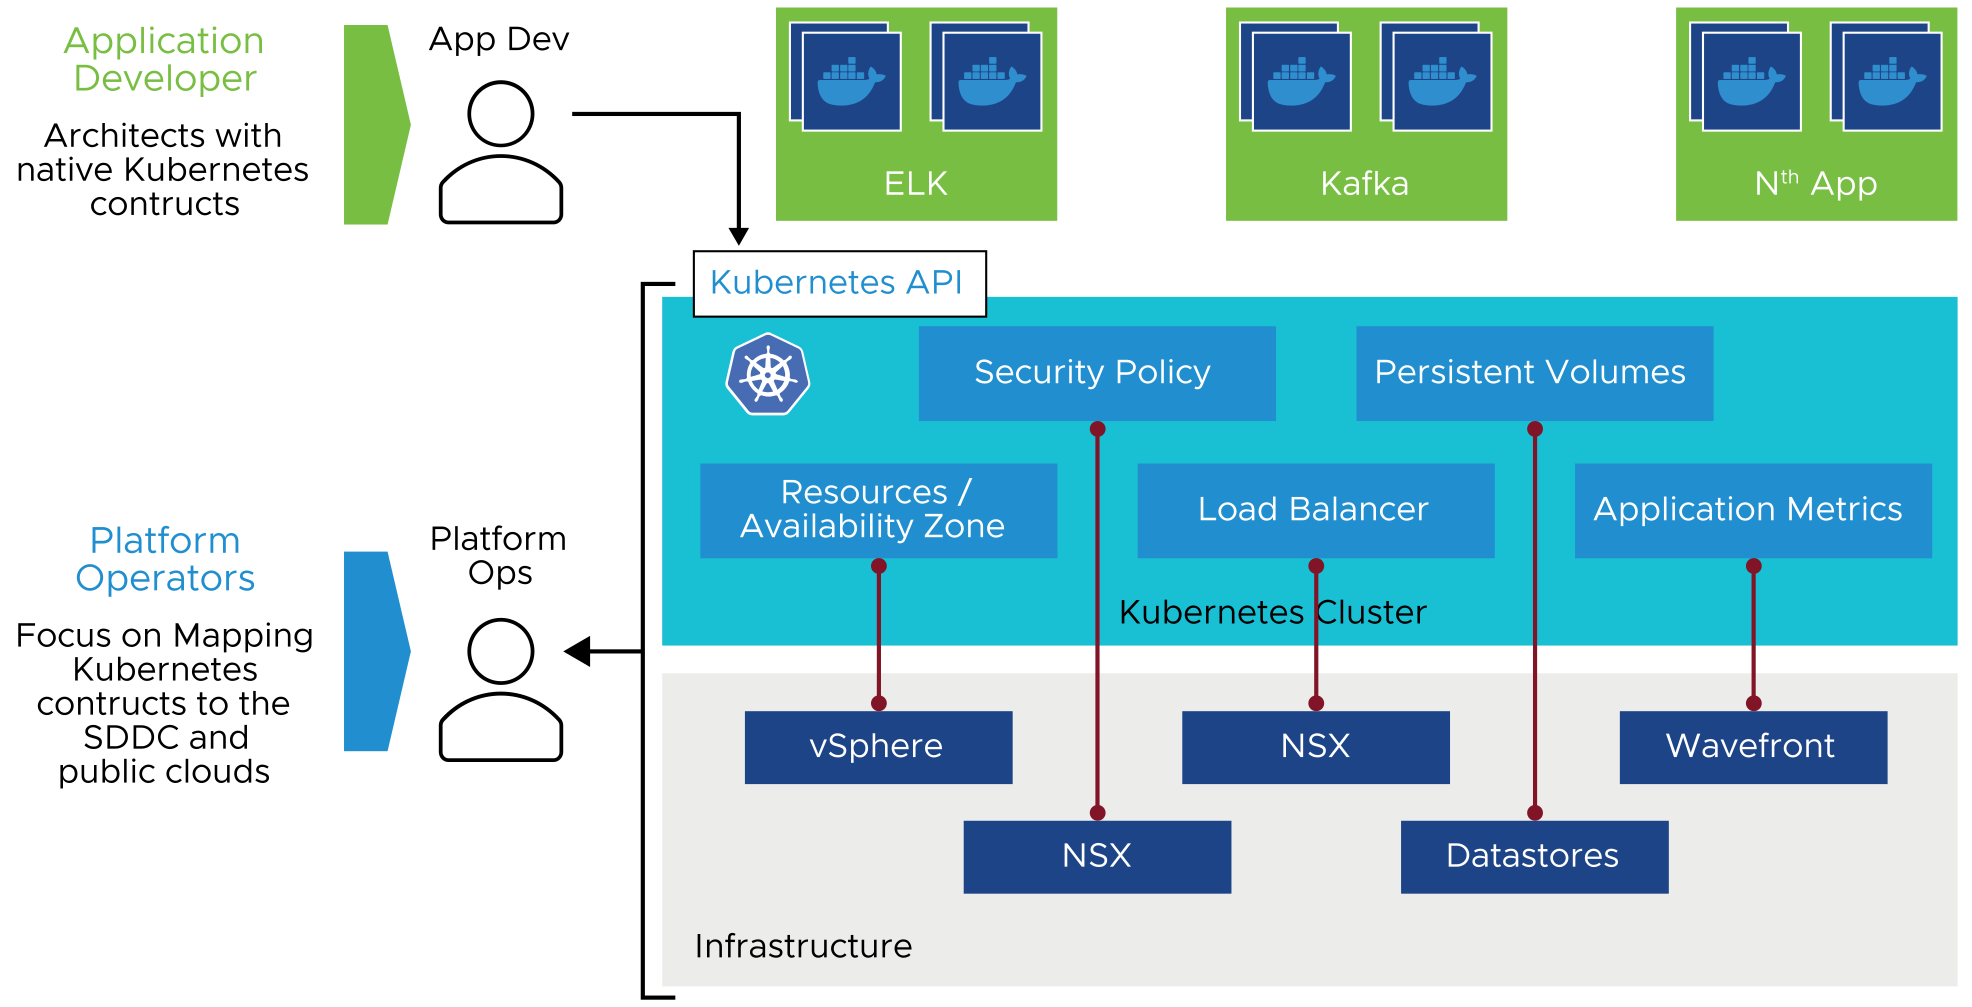 Application
Developer
Architects with
native Kubernetes
contructs
App Dev
ELK
Kafka
Nth App
Kubernetes API
Security Policy
Persistent Volumes
Resources /
Availability Zone
Load Balancer
Application Metrics
Kubernetes Cluster
Platform
Operators
Focus on Mapping
Kubernetes
contructs to the
SDDC and
public clouds
Platform
Ops
vSphere
NSX
Wavefront
NSX
Datastores
Infrastructure